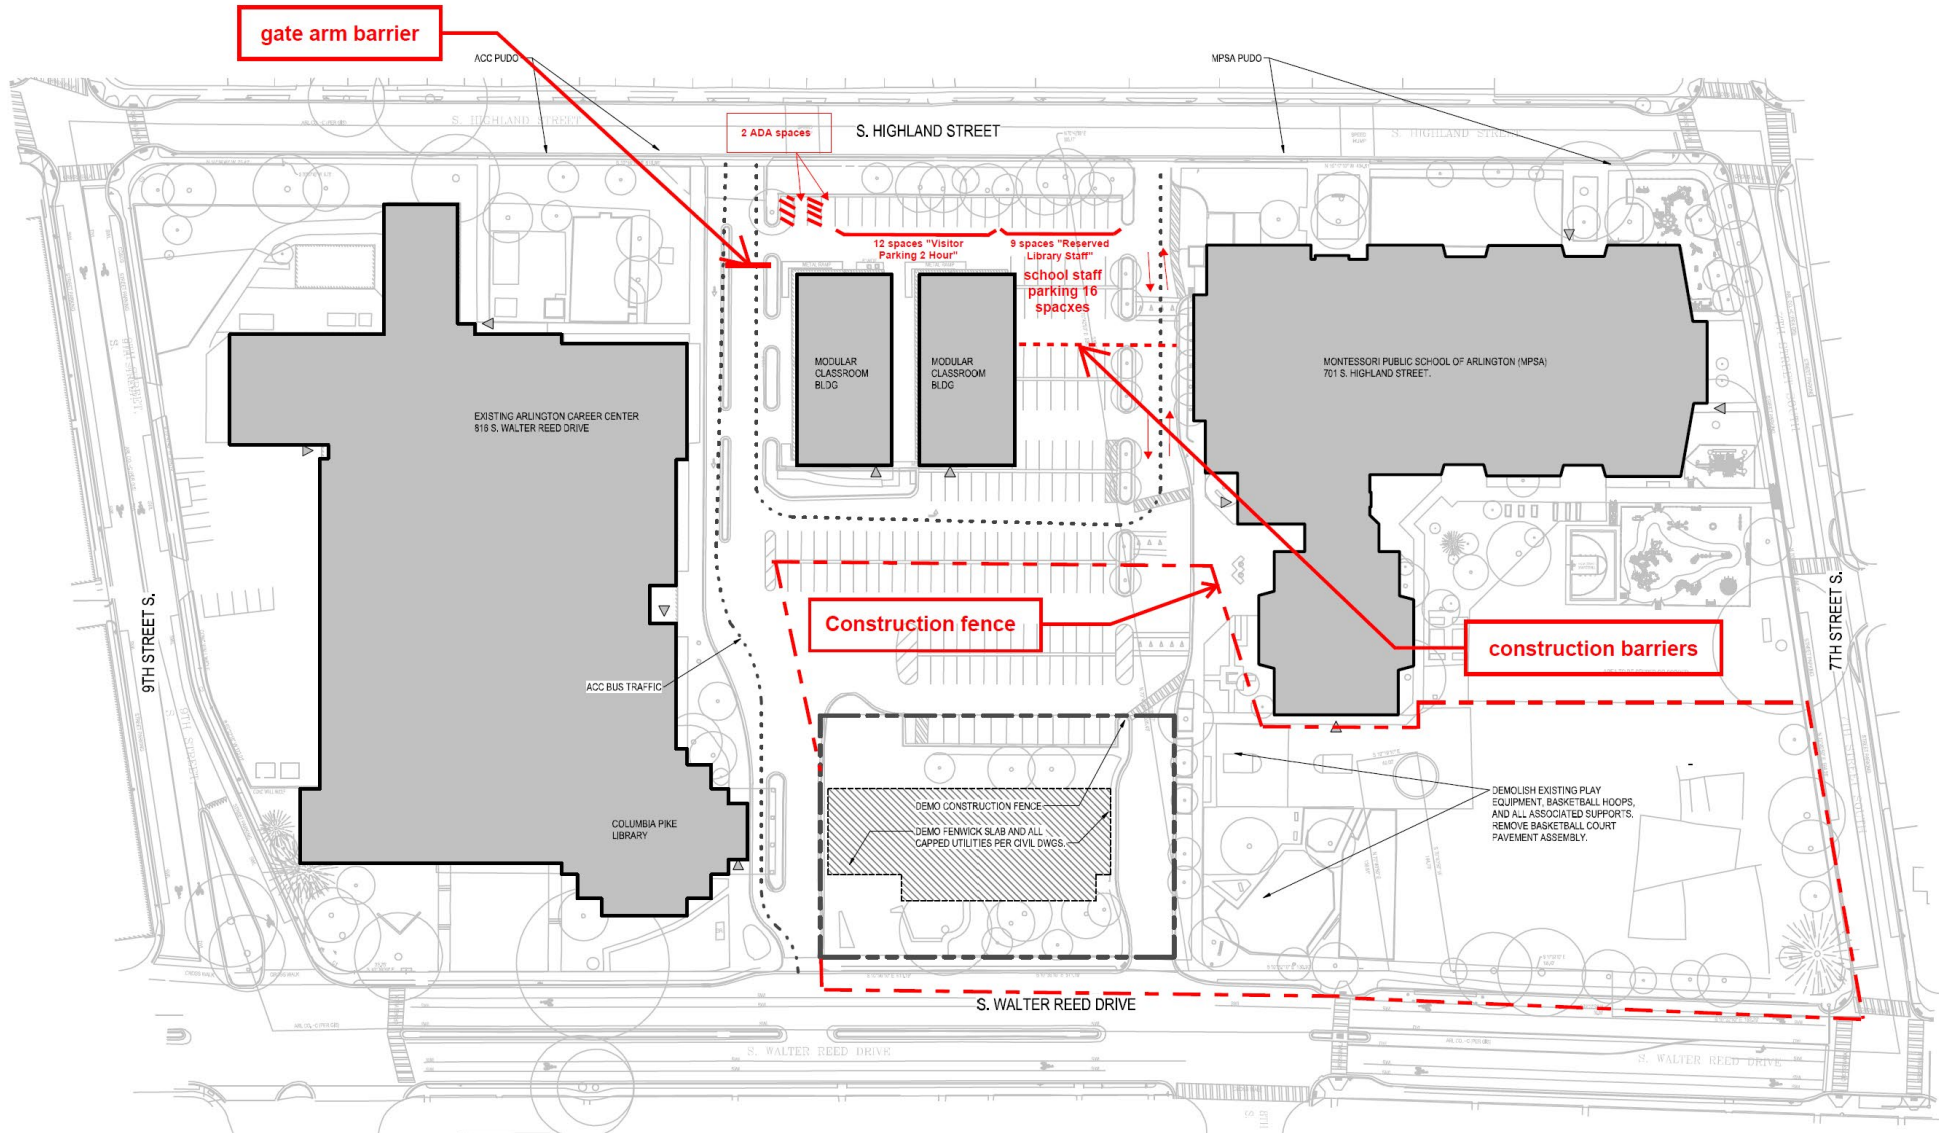 gate arm barrier
ACC PUDO
MPSA PUDO
S. HIGHLAND STREET
2 ADA spaces
S. HIGHLAND STREET
S. HIGHLAND STREET
12 spaces "Visitor
Parking 2 Hour"
9 spaces "Reserved
Library Staff"
school staff
parking 16
spacxes
MODULAR
CLASSROOM
BLDG
MODULAR
CLASSROOM
BLDG
MONTESSORI PUBLIC SCHOOL OF ARLINGTON (MPSA)
701 S. HIGHLAND STREET.
EXISTING ARLINGTON CAREER CENTER
816 S. WALTER REED DRIVE
9TH STREET S.
7TH STREET S.
Construction fence
construction barriers
ACC BUS TRAFFIC
COLUMBIA PIKE
LIBRARY
DEMO CONSTRUCTION FENCE
DEMO FENWICK SLAB AND ALL
CAPPED UTILITIES PER CIVIL DWGS.
DEMOLISH EXISTING PLAY
EQUIPMENT, BASKETBALL HOOPS,
AND ALL ASSOCIATED SUPPORTS.
REMOVE BASKETBALL COURT
PAVEMENT ASSEMBLY.
S. WALTER REED DRIVE
S. WALTER REED DRIVE
S. WALTER REED DRIVE